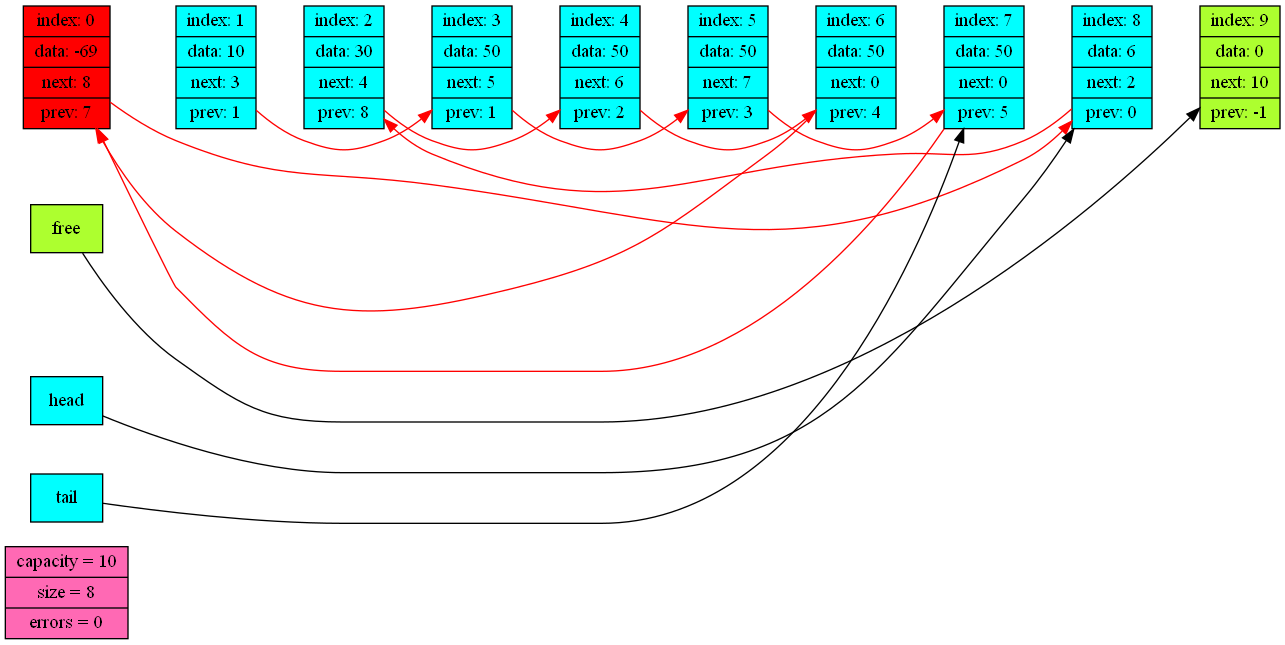 index: 0
data: -69
next: 8
prev: 7
index: 1
data: 10
next: 3
prev: 1
index: 2
data: 30
next: 4
prev: 8
index: 3
data: 50
next: 5
prev: 1
index: 4
data: 50
next: 6
prev: 2
index: 5
data: 50
next: 7
prev: 3
index: 6
data: 50
next: 0
prev: 4
index: 7
data: 50
next: 0
prev: 5
index: 8
data: 6
next: 2
prev: 0
index: 9
data: 0
next: 10
prev: -1
free
head
tail
capacity = 10
size = 8
errors = 0